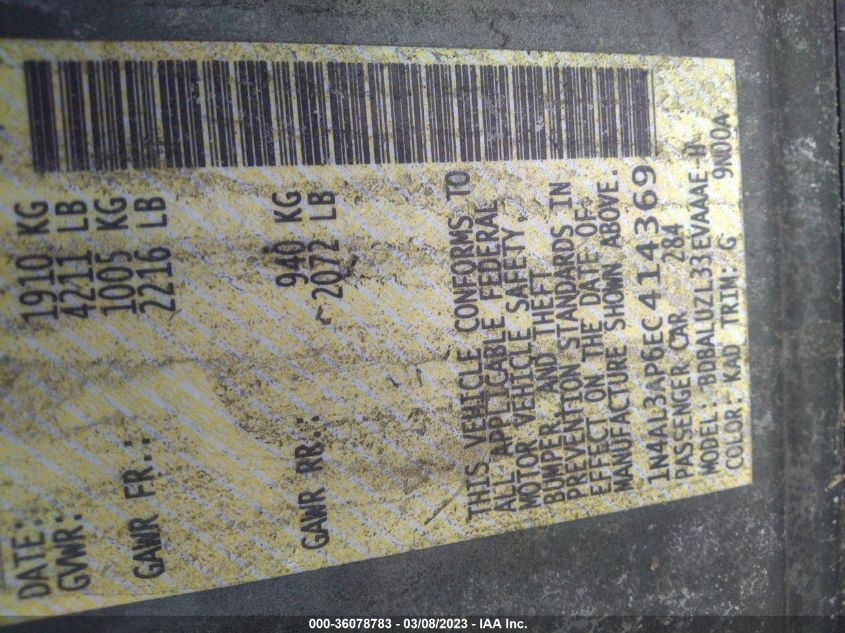 DATE:
GVWR: 1910 KG
4211 LB
GAWR FR.: 1005 KG
2216 LB
GAWR RR.: 940 KG
2072 LB
THIS VEHICLE CONFORMS TO
ALL APPLICABLE FEDERAL
MOTOR VEHICLE SAFETY,
BUMPER, AND THEFT
PREVENTION STANDARDS IN
EFFECT ON THE DATE OF
MANUFACTURE SHOWN ABOVE.
1N4AL3AP6EC414369
PASSENGER CAR 284
MODEL: BDBALUZL33EVAAAE-H
COLOR: KAD TRIM: G 9N00A
000-36078783 - 03/08/2023 - IAA Inc.